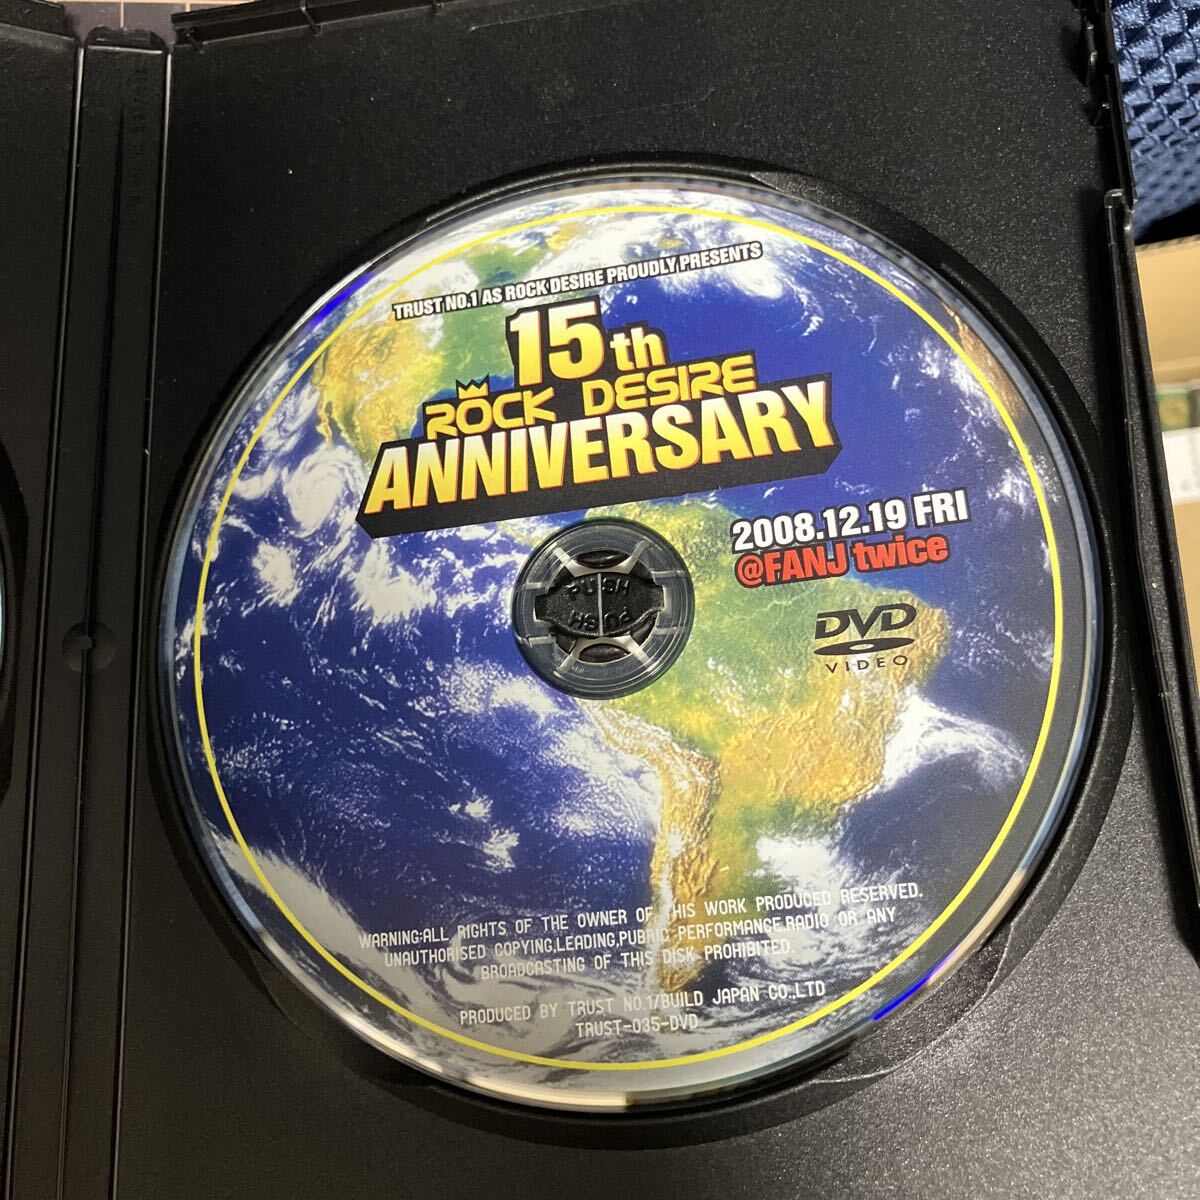 TRUST NO.1 AS ROCK DESIRE PROUDLY PRESENTS
15th
ROCK DESIRE
ANNIVERSARY
2008.12.19 FRI
@FANJ twice
DVD
VIDEO
PUSH
PUSH
WARNING:ALL RIGHTS OF THE OWNER OF THIS WORK PRODUCED RESERVED.
UNAUTHORISED COPYING,LEADING,PUBRIC PERFORMANCE,RADIO OR ANY
BROADCASTING OF THIS DISK PROHIBITED.
PRODUCED BY TRUST NO.1/BUILD JAPAN CO.,LTD
TRUST-035-DVD